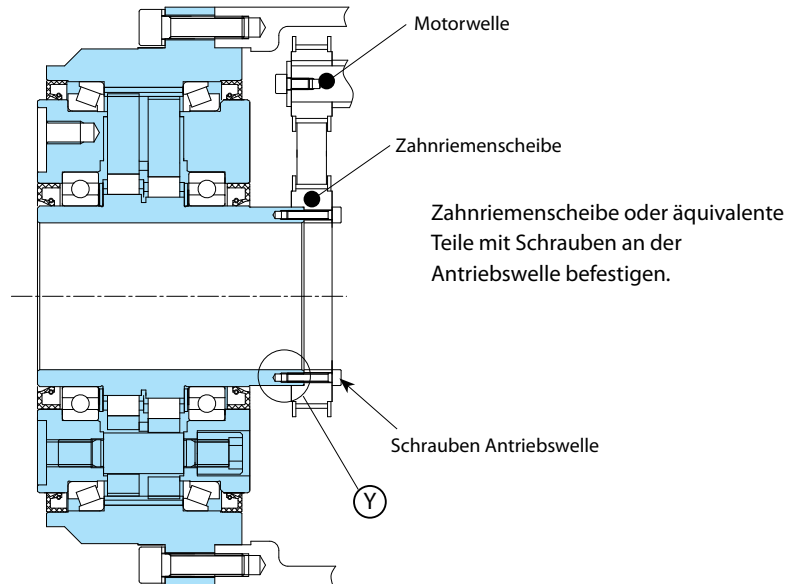 Motorwelle
Zahnriemenscheibe
Zahnriemenscheibe oder äquivalente
Teile mit Schrauben an der
Antriebswelle befestigen.
Schrauben Antriebswelle
Y